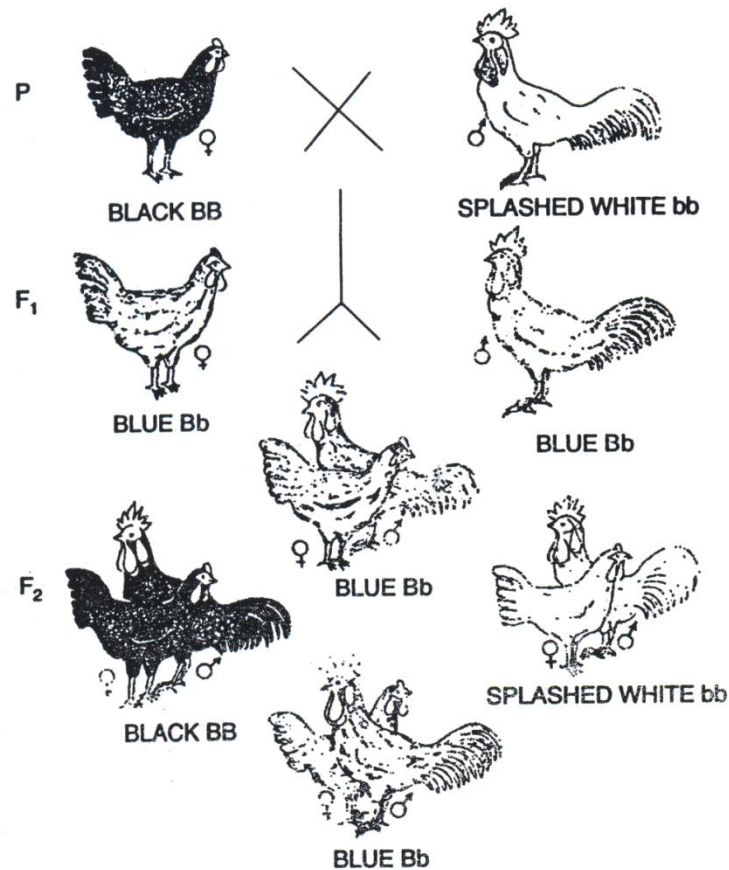 P
♀
♂
BLACK BB
SPLASHED WHITE bb
F1
♀
♂
BLUE Bb
BLUE Bb
F2
♀
♂
BLUE Bb
♀
♂
BLACK BB
♀
♂
SPLASHED WHITE bb
♀
♂
BLUE Bb